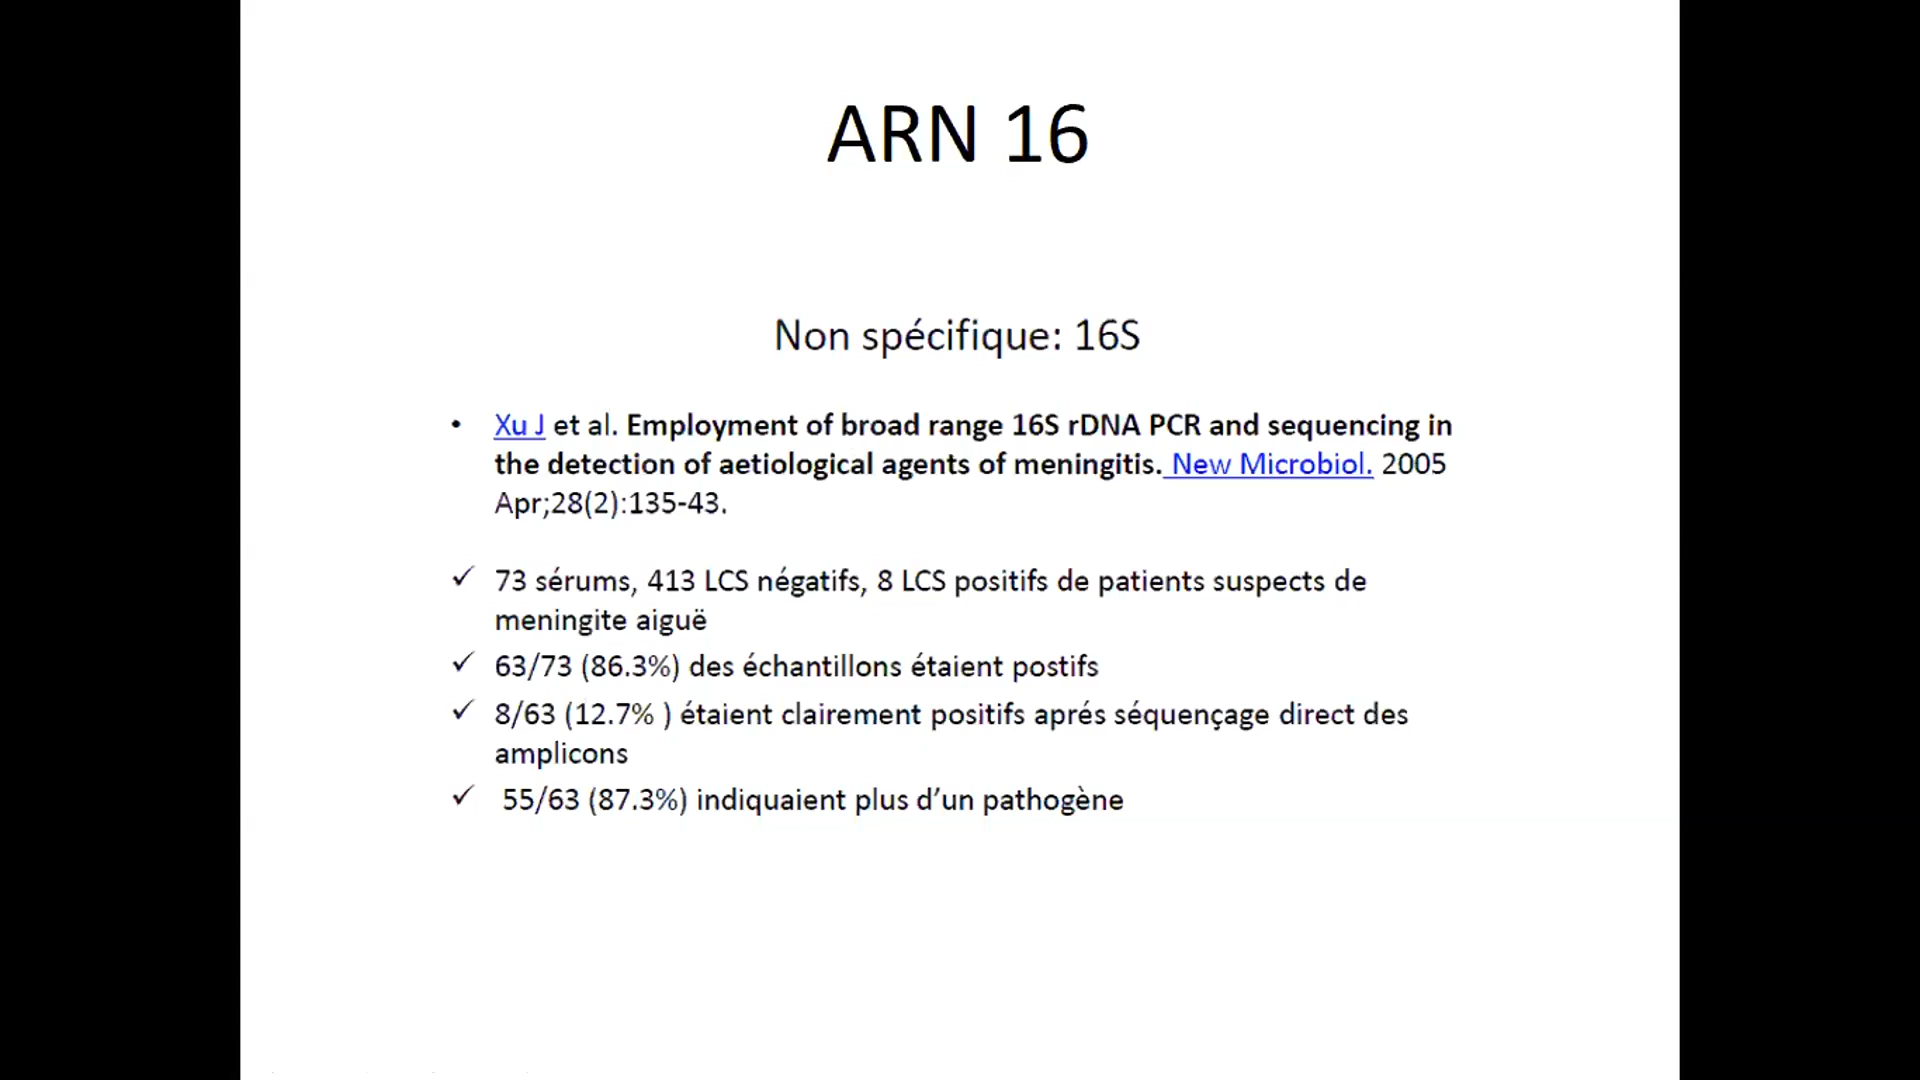 ARN 16
Non spécifique: 16S
• Xu J et al. Employment of broad range 16S rDNA PCR and sequencing in
the detection of aetiological agents of meningitis. New Microbiol. 2005
Apr;28(2):135-43.
✓ 73 sérums, 413 LCS négatifs, 8 LCS positifs de patients suspects de
meningite aiguë
✓ 63/73 (86.3%) des échantillons étaient postifs
✓ 8/63 (12.7% ) étaient clairement positifs aprés séquençage direct des
amplicons
✓ 55/63 (87.3%) indiquaient plus d’un pathogène